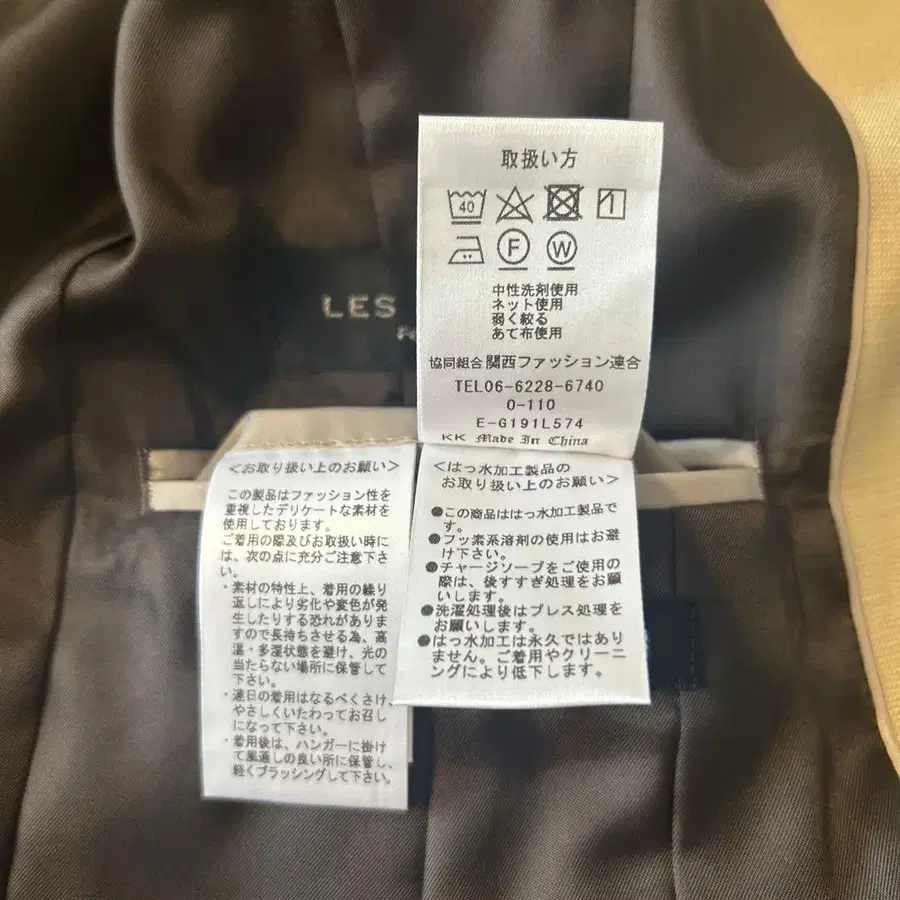 LES
取扱い方
40
F W
中性洗剤使用
ネット使用
弱く絞る
あて布使用
協同組合関西ファッション連合
TEL06-6228-6740
0-110
E-G191L574
KK Made In China
<お取り扱い上のお願い>
この製品はファッション性を
重視したデリケートな素材を
使用しております。
ご着用の際及びお取扱い時に
は、次の点に充分ご注意下さ
い。
・素材の特性上、着用の繰り
返しにより劣化や変色が発
生したりする恐れがありま
すので長持ちさせる為、高
温・多湿状態を避け、光の
当たらない場所に保管して
下さい。
・連日の着用はなるべくさけ、
やさしくいたわってお召し
になって下さい。
・着用後は、ハンガーに掛け
て風通しの良い所に保管し、
軽くブラッシングして下さい。
<はっ水加工製品の
お取り扱い上のお願い>
●この商品ははっ水加工製品で
す。
●フッ素系溶剤の使用はお避
け下さい。
●チャージソープをご使用の
際は、後すすぎ処理をお願
いします。
●洗濯処理後はプレス処理を
お願いします。
●はっ水加工は永久ではあり
ません。ご着用やクリーニ
ングにより低下します。